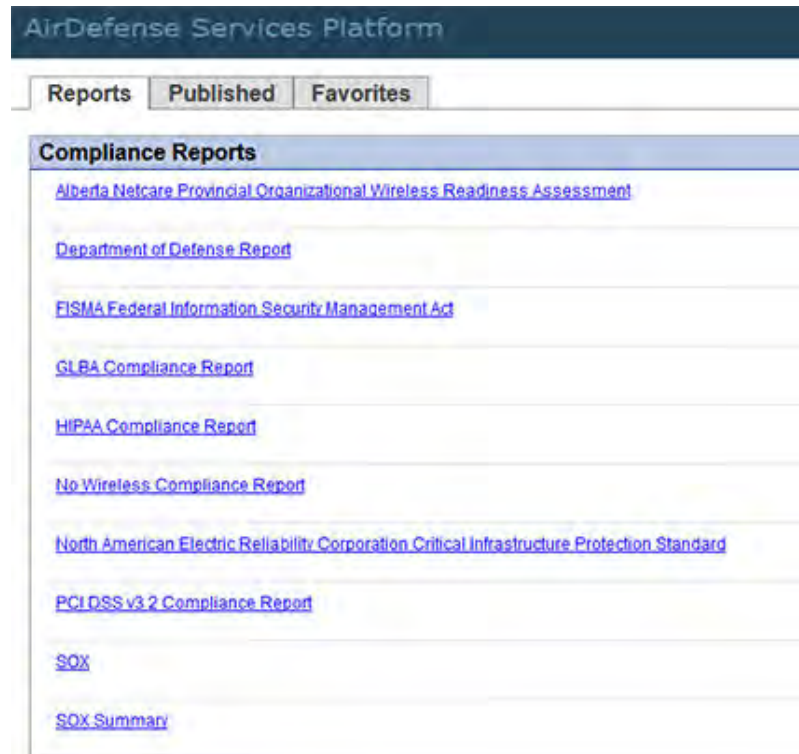 AirDefense Services Platform
Reports Published Favorites
Compliance Reports
Alberta Netcare Provincial Organizational Wireless Readiness Assessment
Department of Defense Report
FISMA Federal Information Security Management Act
GLBA Compliance Report
HIPAA Compliance Report
No Wireless Compliance Report
North American Electric Reliability Corporation Critical Infrastructure Protection Standard
PCI DSS v3 2 Compliance Report
SOX
SOX Summary